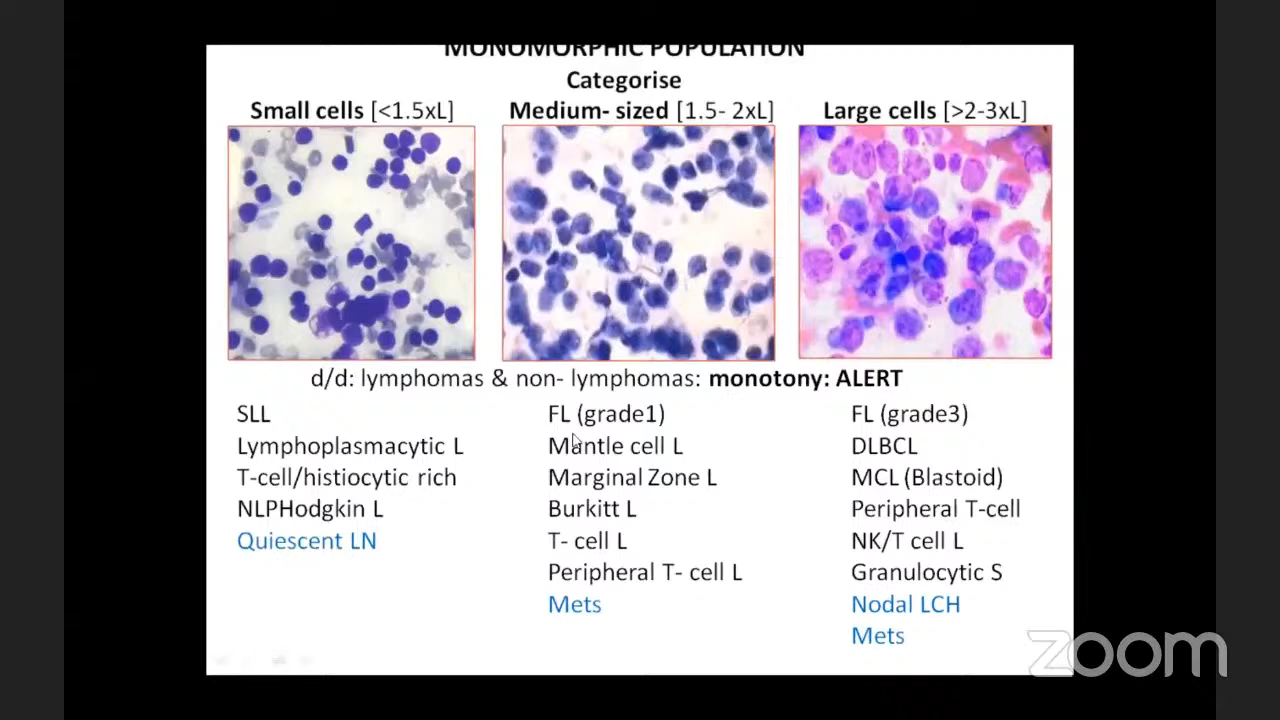 MONOMORPHIC POPULATION
Categorise
Small cells [<1.5xL]
Medium- sized [1.5- 2xL]
Large cells [>2-3xL]
d/d: lymphomas & non- lymphomas: monotony: ALERT
SLL
Lymphoplasmacytic L
T-cell/histiocytic rich
NLPHodgkin L
Quiescent LN
FL (grade1)
Mantle cell L
Marginal Zone L
Burkitt L
T- cell L
Peripheral T- cell L
Mets
FL (grade3)
DLBCL
MCL (Blastoid)
Peripheral T-cell
NK/T cell L
Granulocytic S
Nodal LCH
Mets
zoom